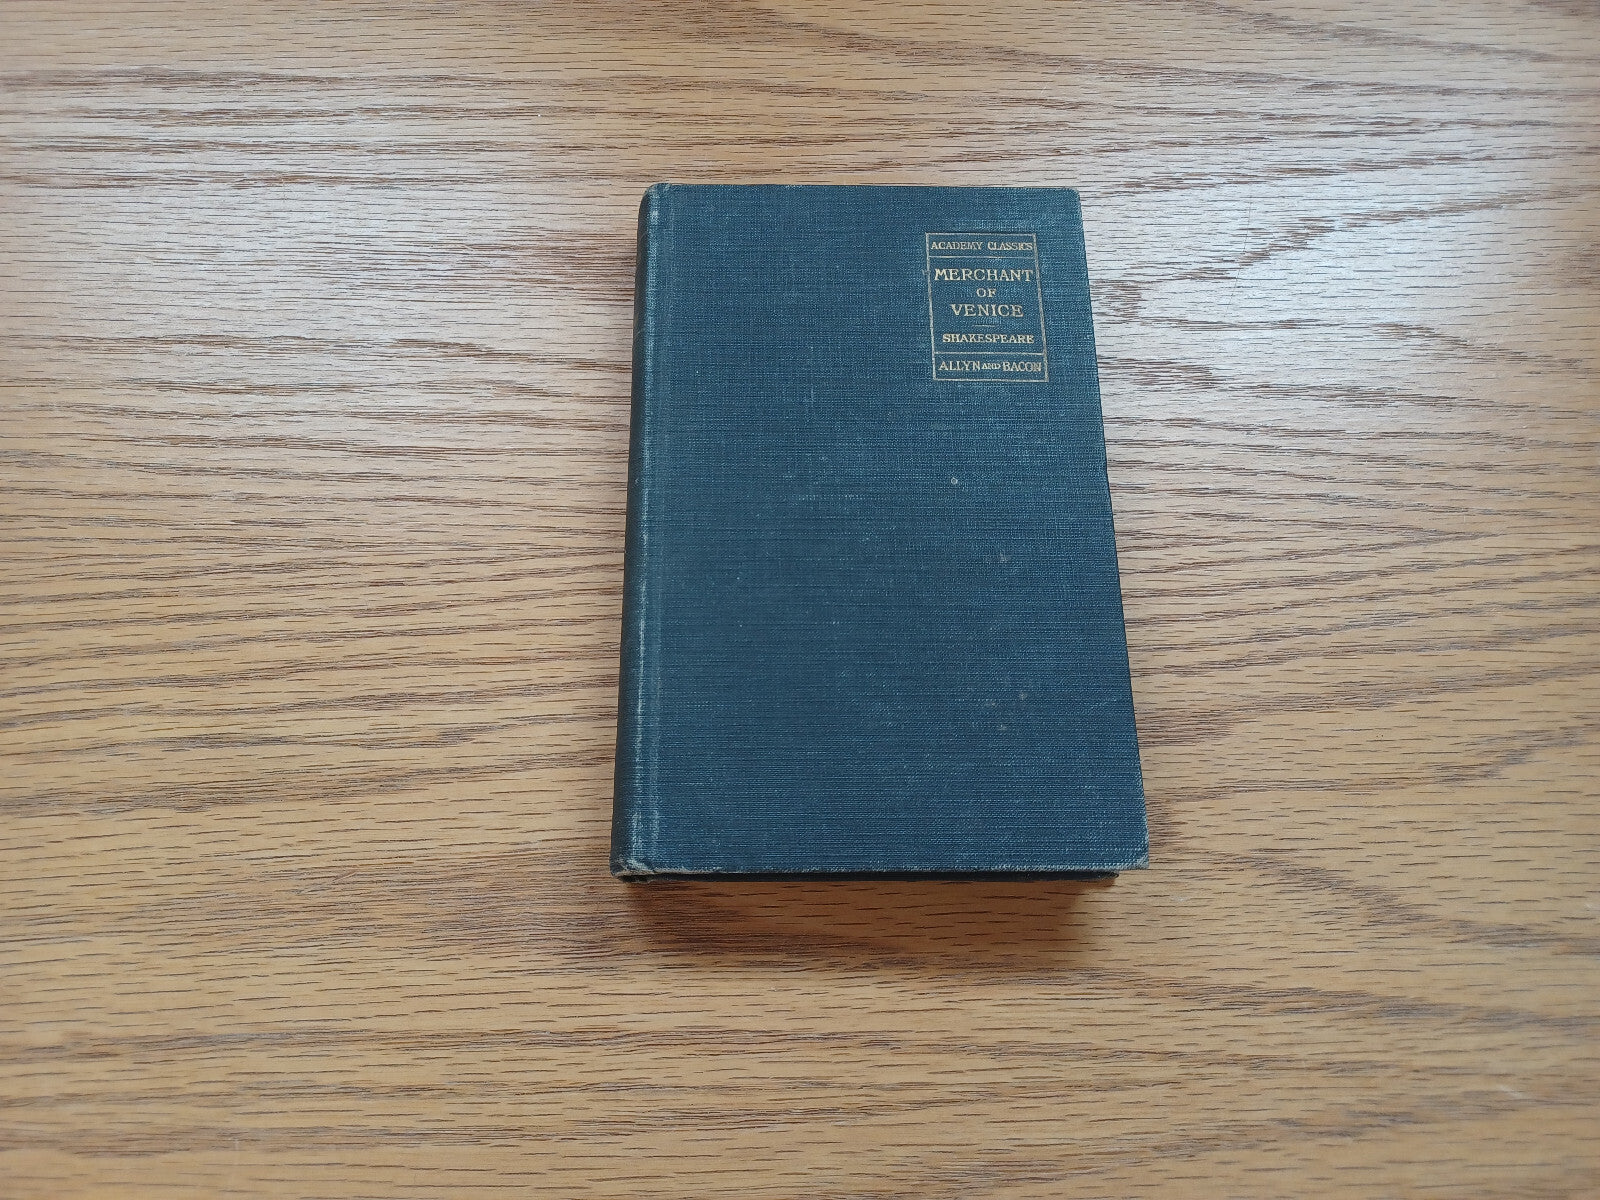 ACADEMY CLASSICS
MERCHANT
OF
VENICE
SHAKESPEARE
ALLYN AND BACON